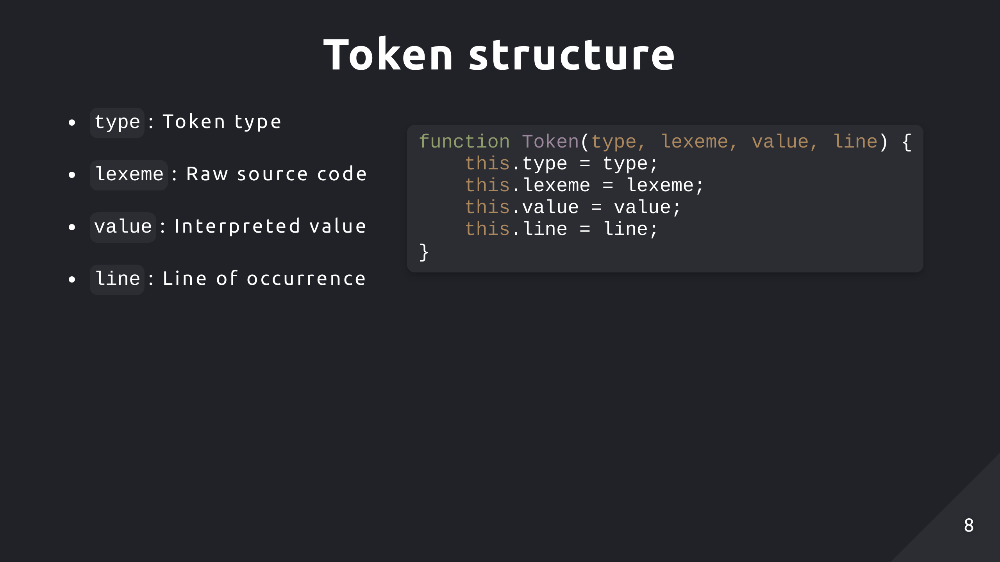 Token structure
• type : Token type
• lexeme : Raw source code
• value : Interpreted value
• line : Line of occurrence
function Token(type, lexeme, value, line) {
    this.type = type;
    this.lexeme = lexeme;
    this.value = value;
    this.line = line;
}
8